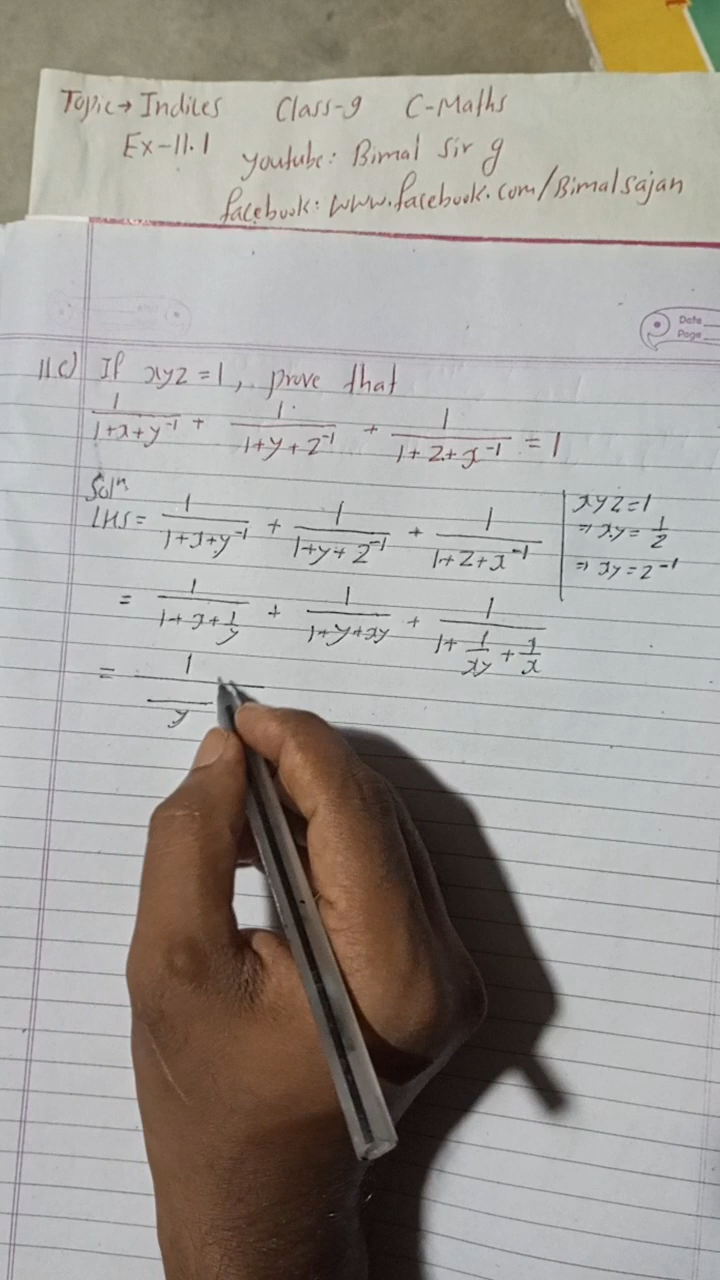 Topic → Indices Class-9 C-Maths
Ex-11.1 youtube: Bimal Sir g
facebook: www.facebook.com/Bimalsajan
Date
Page
11c) If xyz = 1, prove that
1/(1+x+y⁻¹) + 1/(1+y+z⁻¹) + 1/(1+z+x⁻¹) = 1
Solⁿ
LHS = 1/(1+x+y⁻¹) + 1/(1+y+z⁻¹) + 1/(1+z+x⁻¹)
xyz=1
⇒ xy = 1/z
⇒ xy = z⁻¹
= 1/(1+x+1/y) + 1/(1+y+xy) + 1/(1+1/xy+1/x)
= 1
y